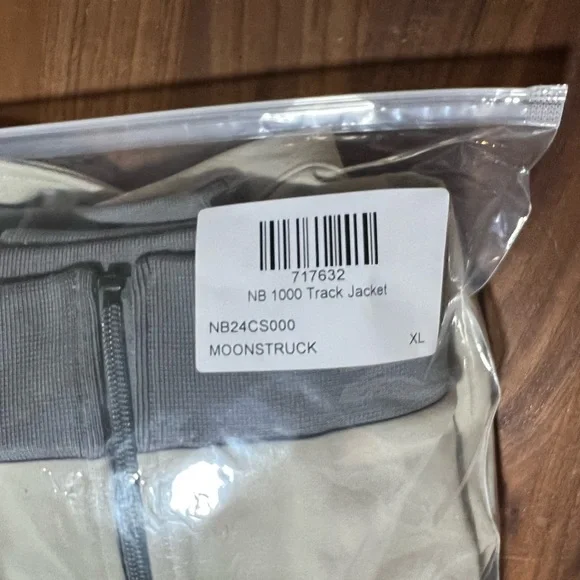 717632
NB 1000 Track Jacket
NB24CS000
MOONSTRUCK XL